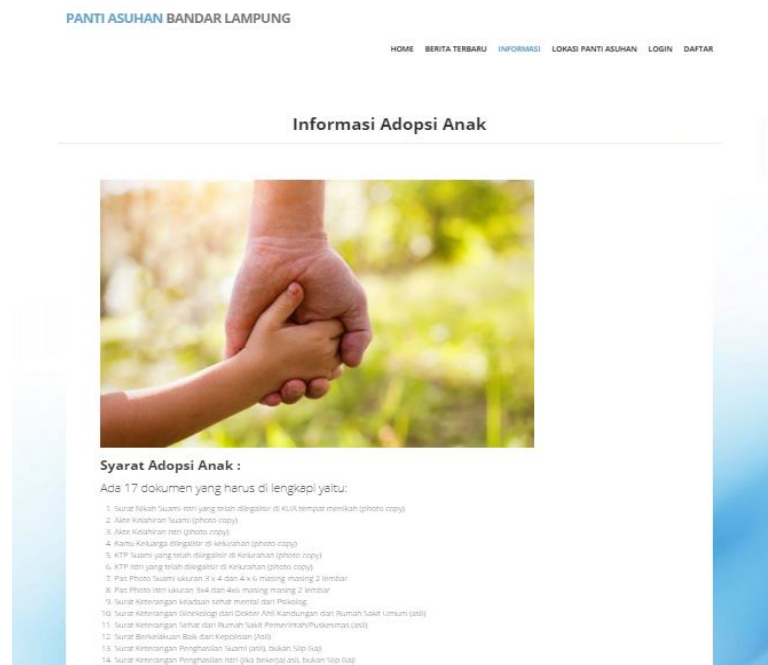 PANTI ASUHAN BANDAR LAMPUNG
HOME BERITA TERBARU INFORMASI LOKASI PANTI ASUHAN LOGIN DAFTAR
Informasi Adopsi Anak
Syarat Adopsi Anak :
Ada 17 dokumen yang harus di lengkapi yaitu:
1. Surat Nikah Suami-istri yang telah dilegalisir di KUA tempat menikah (photo copy)
2. Akte Kelahiran Suami (photo copy)
3. Akte Kelahiran Istri (photo copy)
4. Kartu Keluarga dilegalisir di kelurahan (photo copy)
5. KTP Suami yang telah dilegalisir di Kelurahan (photo copy)
6. KTP istri yang telah dilegalisir di Kelurahan (photo copy)
7. Pas Photo Suami ukuran 3 x 4 dan 4 x 6 masing masing 2 lembar
8. Pas Photo istri ukuran 3x4 dan 4x6 masing masing 2 lembar
9. Surat Keterangan keadaan sehat mental dari Psikolog.
10. Surat Keterangan Ginekologi dari Dokter Ahli Kandungan dari Rumah Sakit Umum (asli)
11. Surat Keterangan Sehat dari Rumah Sakit Pemerintah/Puskesmas (asli)
12. Surat Berkelakuan Baik dari Kepolisian (Asli)
13. Surat Keterangan Penghasilan Suami (asli), bukan Slip Gaji
14. Surat Keterangan Penghasilan Istri (jika bekerja) asli, bukan Slip Gaji